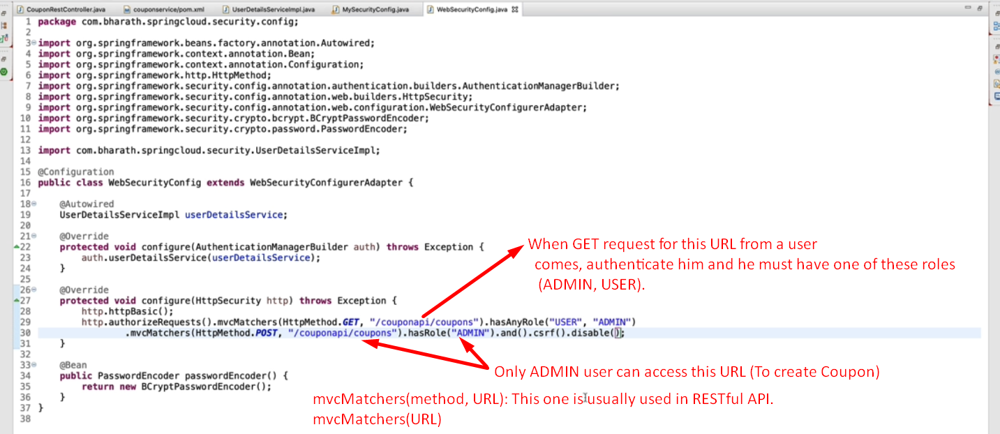 CouponRestController.java couponservice/pom.xml UserDetailsServiceImpl.java MySecurityConfig.java WebSecurityConfig.java
1 package com.bharath.springcloud.security.config;
2
3 import org.springframework.beans.factory.annotation.Autowired;
4 import org.springframework.context.annotation.Bean;
5 import org.springframework.context.annotation.Configuration;
6 import org.springframework.http.HttpMethod;
7 import org.springframework.security.config.annotation.authentication.builders.AuthenticationManagerBuilder;
8 import org.springframework.security.config.annotation.web.builders.HttpSecurity;
9 import org.springframework.security.config.annotation.web.configuration.WebSecurityConfigurerAdapter;
10 import org.springframework.security.crypto.bcrypt.BCryptPasswordEncoder;
11 import org.springframework.security.crypto.password.PasswordEncoder;
12
13 import com.bharath.springcloud.security.UserDetailsServiceImpl;
14
15 @Configuration
16 public class WebSecurityConfig extends WebSecurityConfigurerAdapter {
17
18 @Autowired
19 UserDetailsServiceImpl userDetailsService;
20
21 @Override
22 protected void configure(AuthenticationManagerBuilder auth) throws Exception {
23 auth.userDetailsService(userDetailsService);
24 }
25
26 @Override
27 protected void configure(HttpSecurity http) throws Exception {
28 http.httpBasic();
29 http.authorizeRequests().mvcMatchers(HttpMethod.GET, "/couponapi/coupons").hasAnyRole("USER", "ADMIN")
30 .mvcMatchers(HttpMethod.POST, "/couponapi/coupons").hasRole("ADMIN").and().csrf().disable();
31 }
32
33 @Bean
34 public PasswordEncoder passwordEncoder() {
35 return new BCryptPasswordEncoder();
36 }
37 }
38
When GET request for this URL from a user
comes, authenticate him and he must have one of these roles
(ADMIN, USER).
Only ADMIN user can access this URL (To create Coupon)
mvcMatchers(method, URL): This one is usually used in RESTful API.
mvcMatchers(URL)